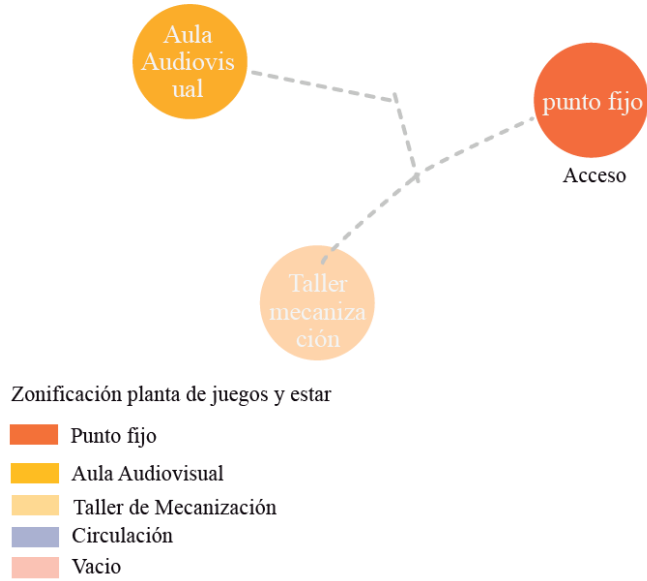 Aula
Audiovis
ual
punto fijo
Acceso
Taller
mecaniza
ción
Zonificación planta de juegos y estar
Punto fijo
Aula Audiovisual
Taller de Mecanización
Circulación
Vacio